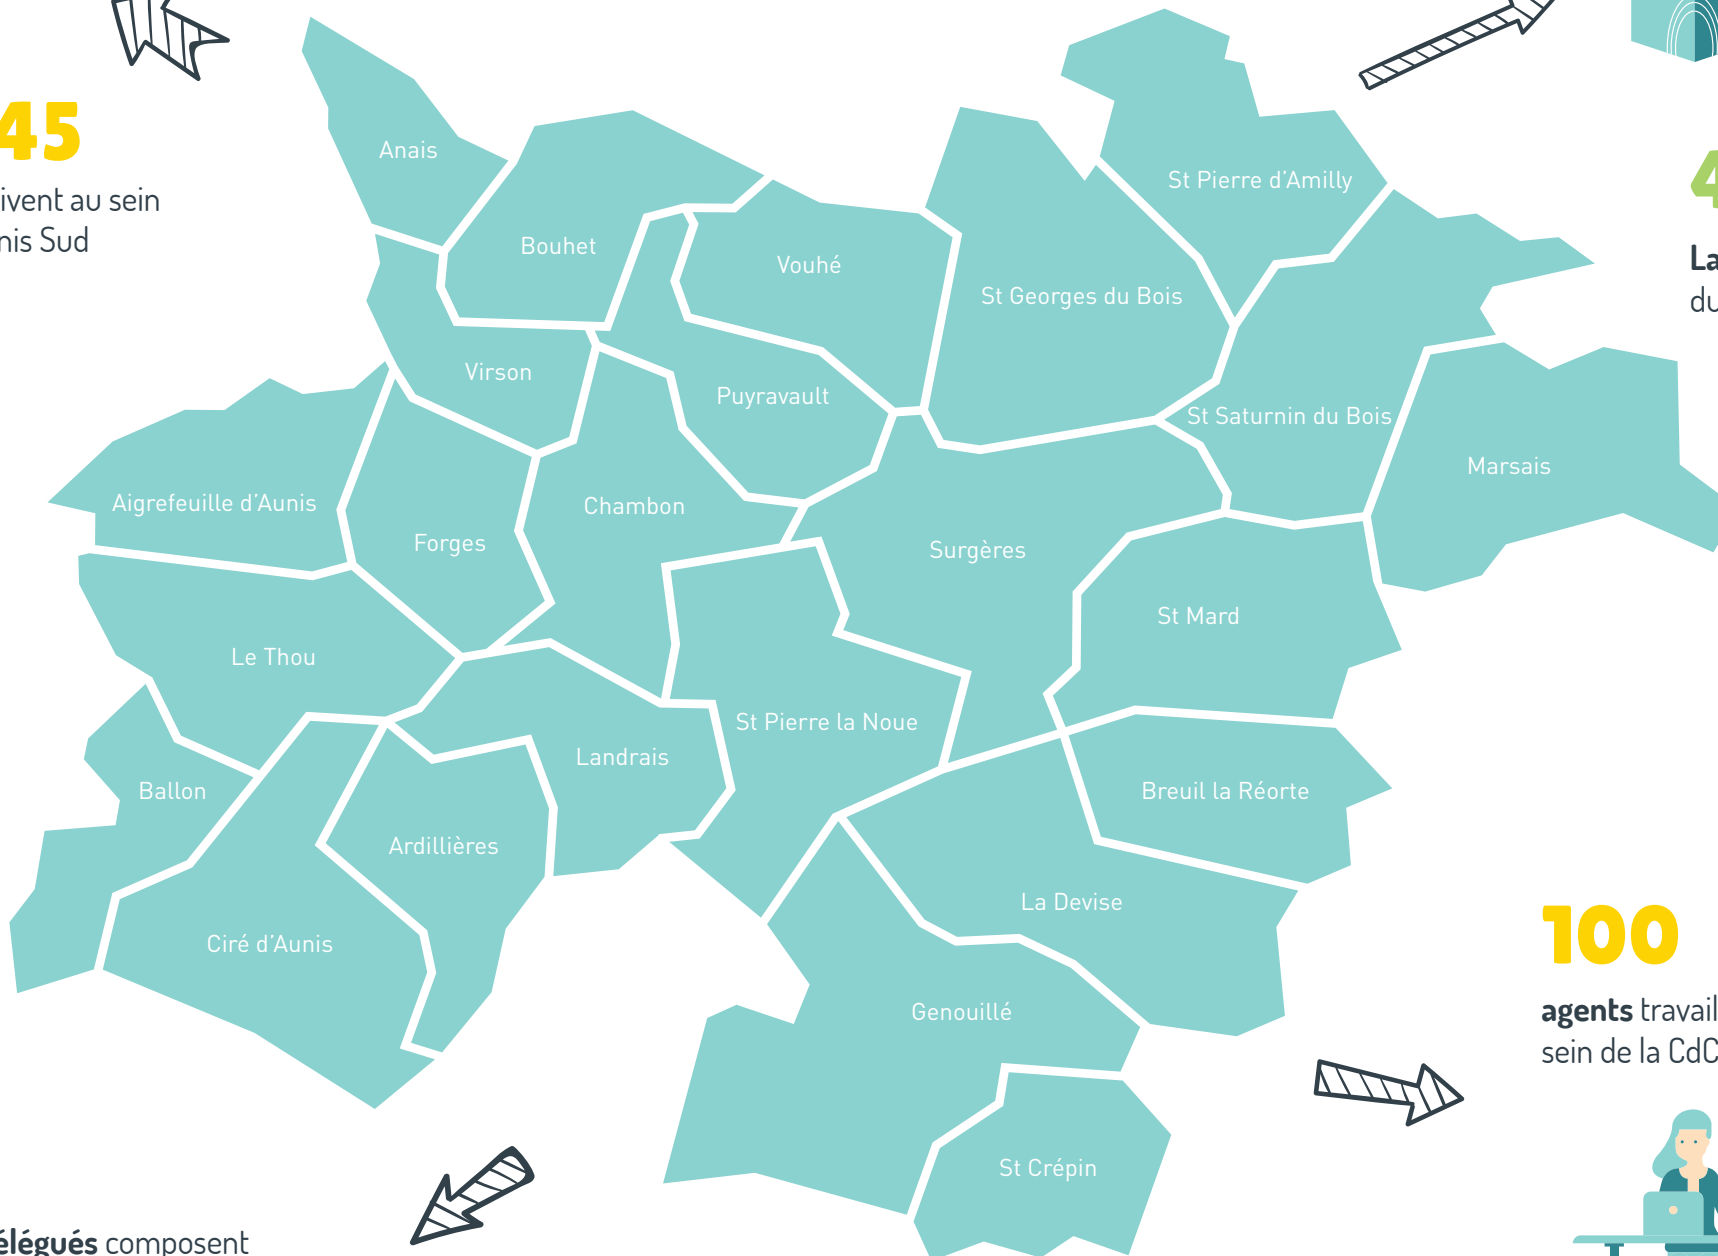 45
ivent au sein
nis Sud
Anais
St Pierre d'Amilly
Bouhet
Vouhé
St Georges du Bois
La
du
Virson
Puyravault
St Saturnin du Bois
Marsais
Aigrefeuille d'Aunis
Chambon
Forges
Surgères
St Mard
Le Thou
St Pierre la Noue
Landrais
Ballon
Breuil la Réorte
Ardillières
La Devise
Ciré d'Aunis
Genouillé
St Crépin
100
agents travail
sein de la CdC
élégués composent